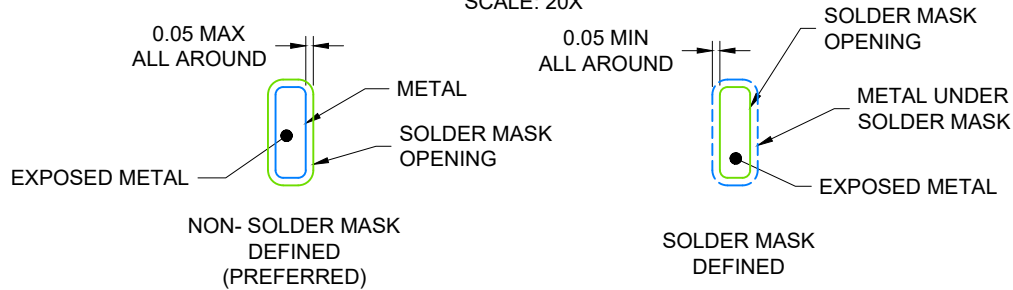 SCALE: 20X
0.05 MAX
ALL AROUND
METAL
SOLDER MASK
OPENING
EXPOSED METAL
NON- SOLDER MASK
DEFINED
(PREFERRED)
0.05 MIN
ALL AROUND
SOLDER MASK
OPENING
METAL UNDER
SOLDER MASK
EXPOSED METAL
SOLDER MASK
DEFINED